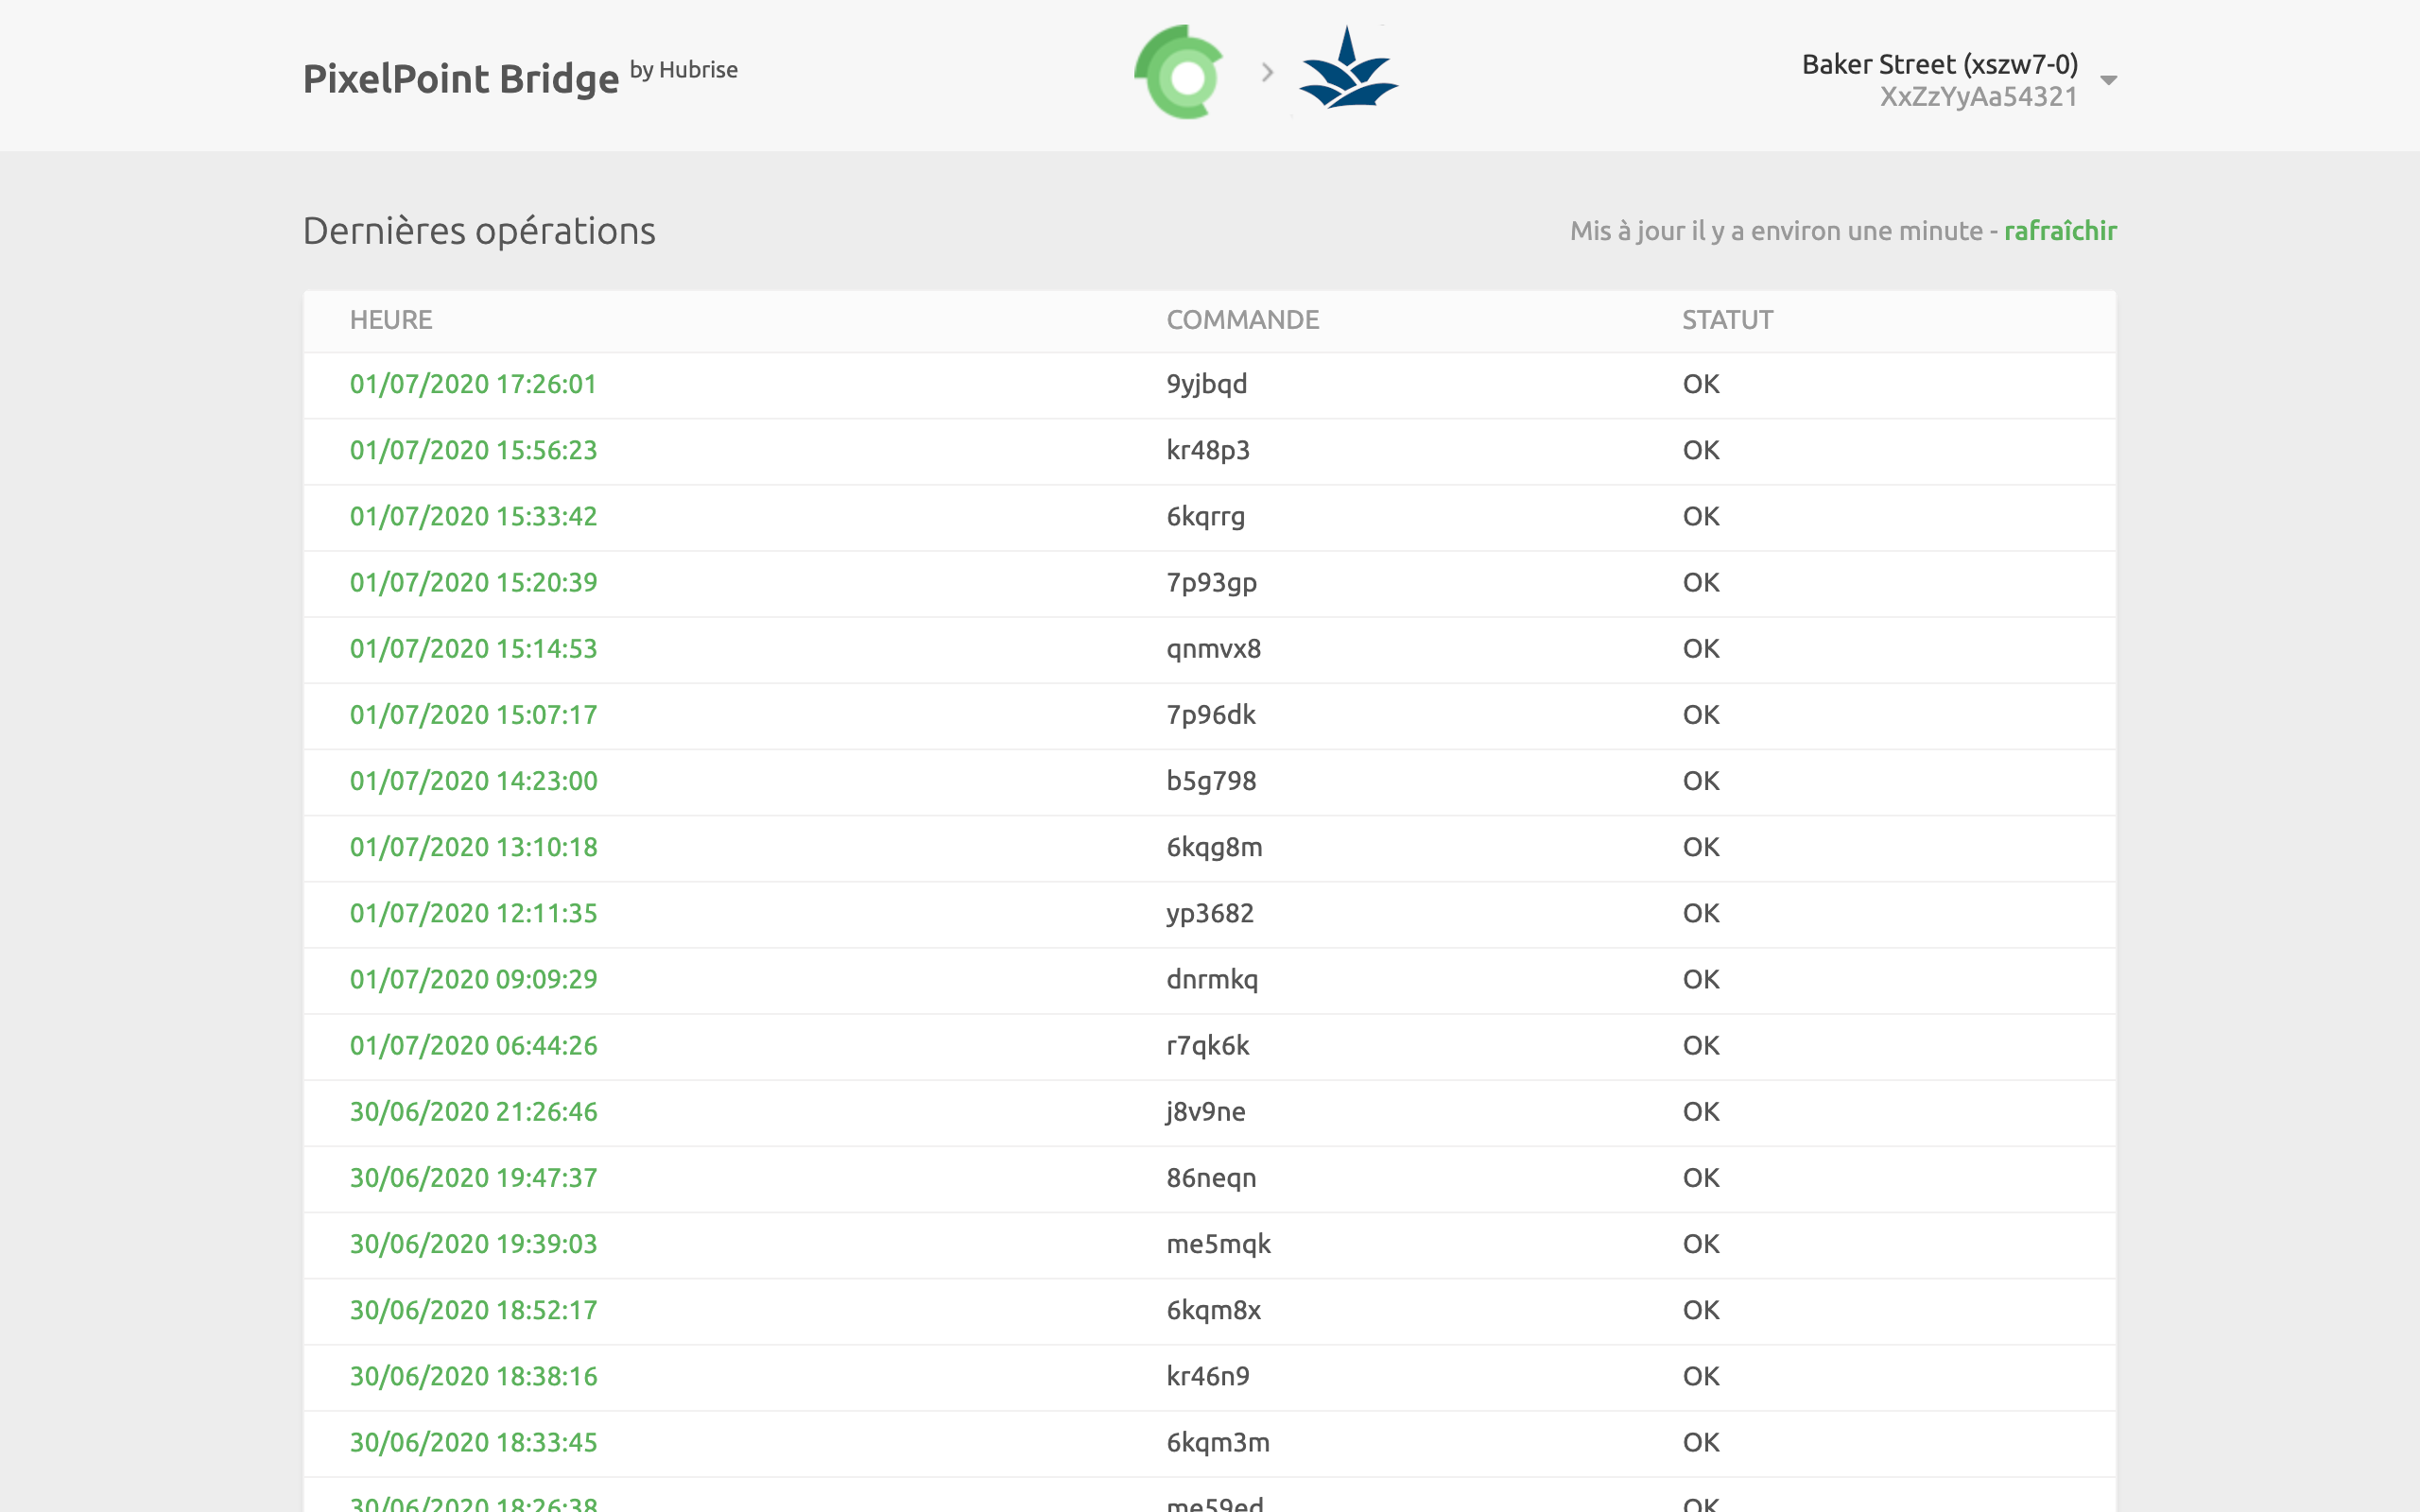 PixelPoint Bridge by Hubrise
Baker Street (xszw7-0)
XxZzYyAa54321
Dernières opérations
Mis à jour il y a environ une minute - rafraîchir
HEURE COMMANDE STATUT
01/07/2020 17:26:01 9yjbqd OK
01/07/2020 15:56:23 kr48p3 OK
01/07/2020 15:33:42 6kqrrg OK
01/07/2020 15:20:39 7p93gp OK
01/07/2020 15:14:53 qnmvx8 OK
01/07/2020 15:07:17 7p96dk OK
01/07/2020 14:23:00 b5g798 OK
01/07/2020 13:10:18 6kqg8m OK
01/07/2020 12:11:35 yp3682 OK
01/07/2020 09:09:29 dnrmkq OK
01/07/2020 06:44:26 r7qk6k OK
30/06/2020 21:26:46 j8v9ne OK
30/06/2020 19:47:37 86neqn OK
30/06/2020 19:39:03 me5mqk OK
30/06/2020 18:52:17 6kqm8x OK
30/06/2020 18:38:16 kr46n9 OK
30/06/2020 18:33:45 6kqm3m OK
30/06/2020 18:26:38 me59ed OK